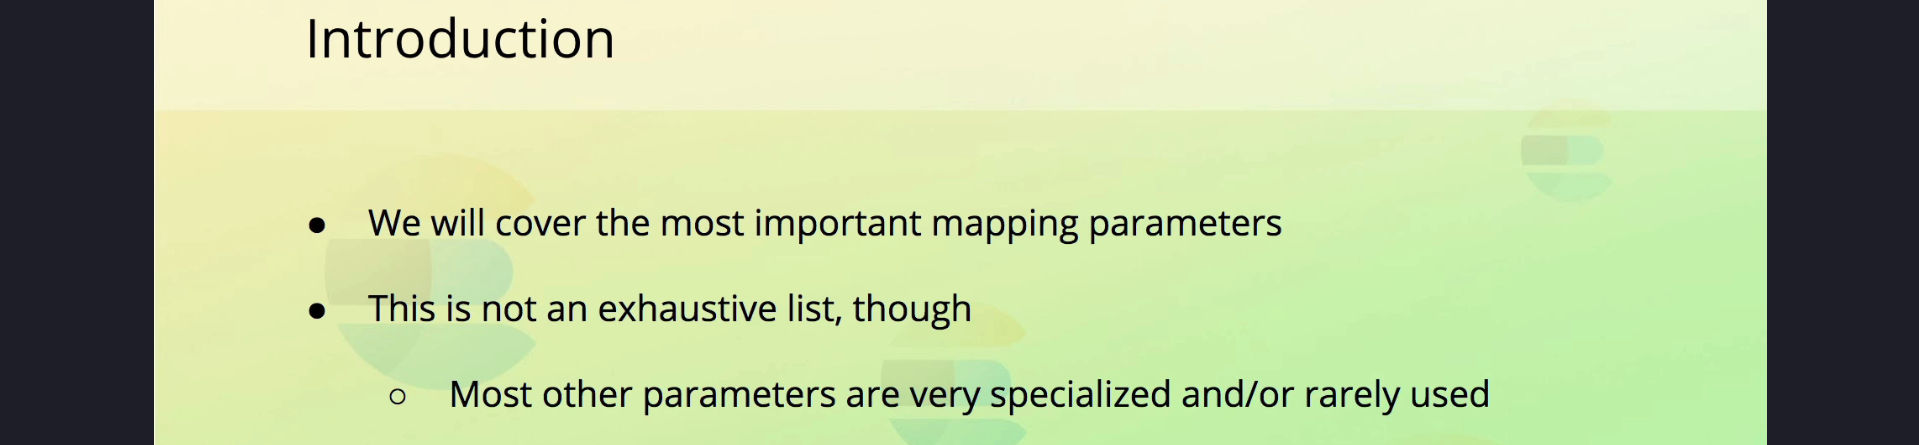 Introduction
● We will cover the most important mapping parameters
● This is not an exhaustive list, though
○ Most other parameters are very specialized and/or rarely used